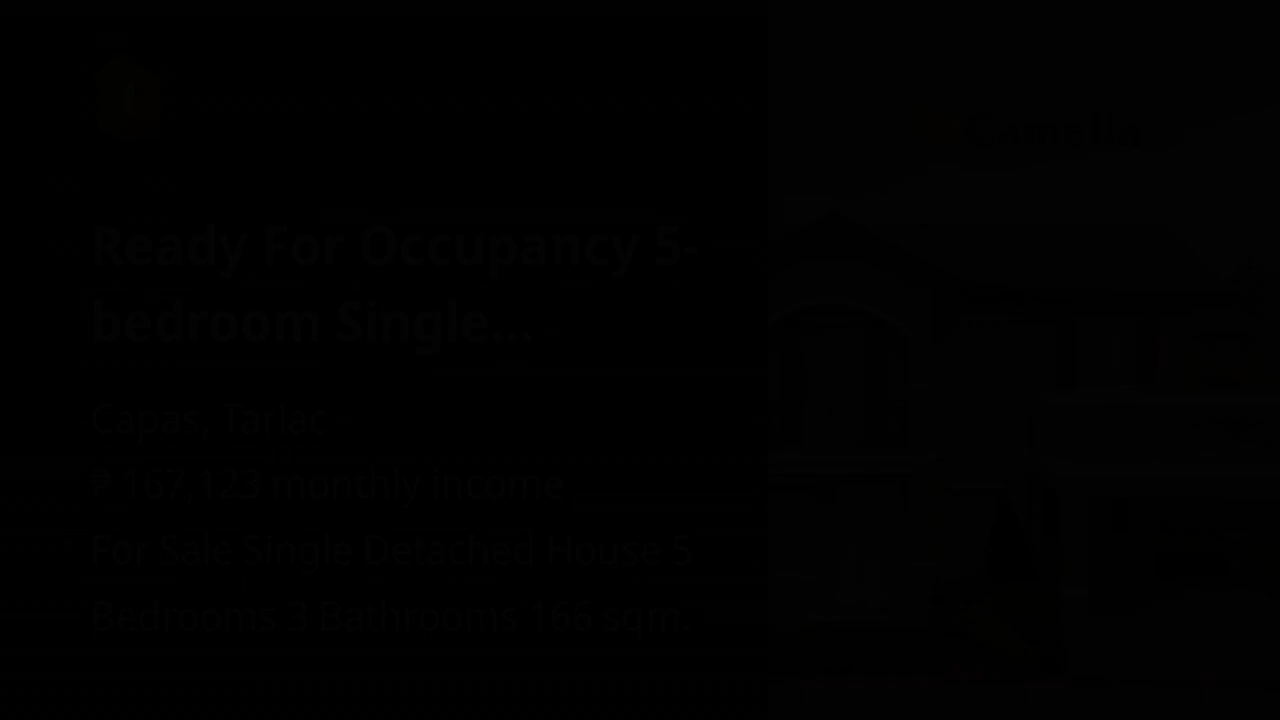 Camella
Ready For Occupancy 5-
bedroom Single...
Capas, Tarlac
₱ 167,123 monthly income
For Sale Single Detached House 5
Bedrooms 3 Bathrooms 166 sqm.